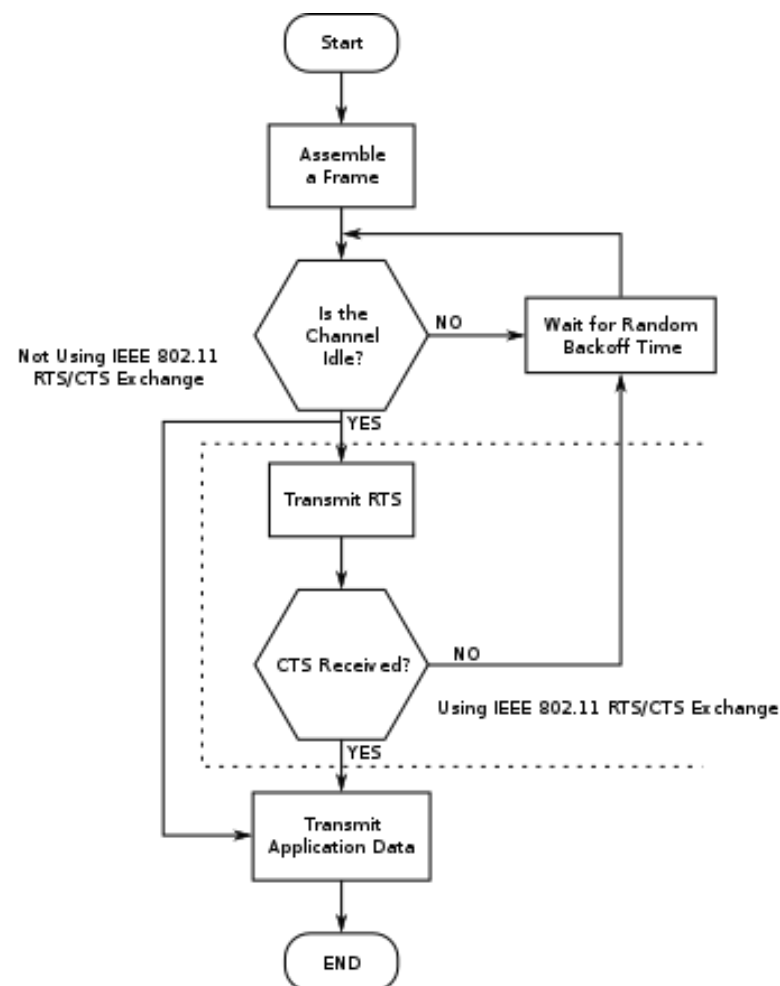 Start
Assemble
a Frame
Is the
Channel
Idle?
NO
Wait for Random
Backoff Time
Not Using IEEE 802.11
RTS/CTS Exchange
YES
Transmit RTS
CTS Received?
NO
Using IEEE 802.11 RTS/CTS Exchange
YES
Transmit
Application Data
END